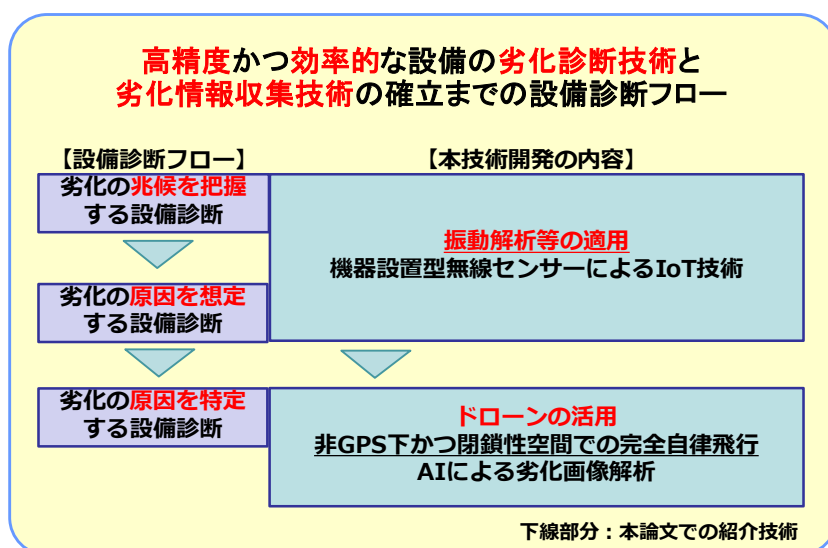 高精度かつ効率的な設備の劣化診断技術と
劣化情報収集技術の確立までの設備診断フロー
【設備診断フロー】
【本技術開発の内容】
劣化の兆候を把握
する設備診断
振動解析等の適用
機器設置型無線センサーによるIoT技術
劣化の原因を想定
する設備診断
劣化の原因を特定
する設備診断
ドローンの活用
非GPS下かつ閉鎖性空間での完全自律飛行
AIによる劣化画像解析
下線部分：本論文での紹介技術